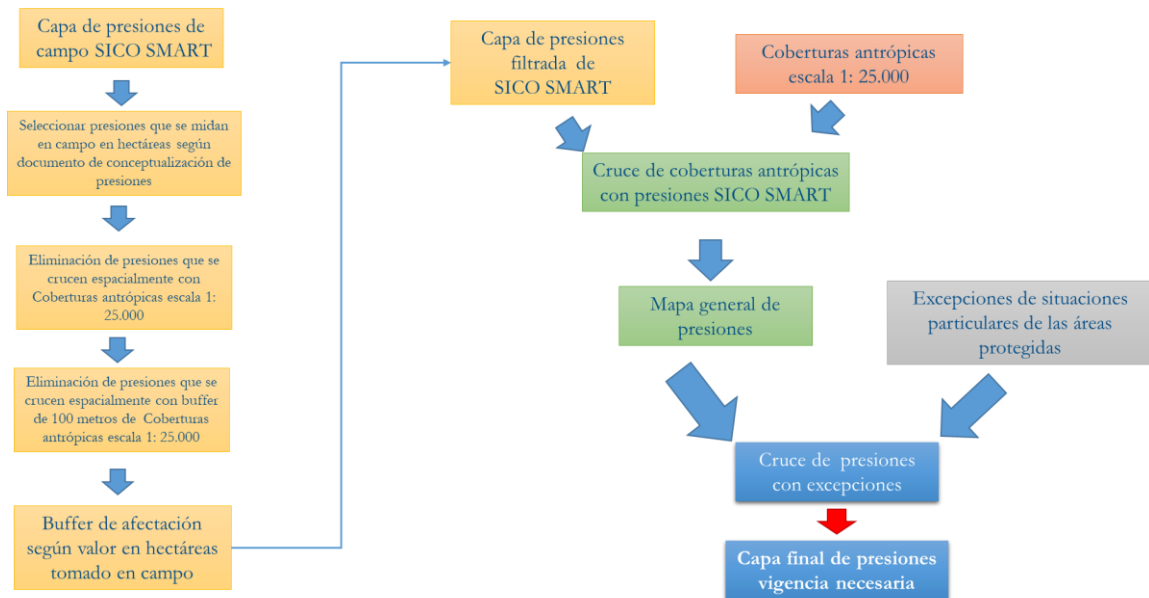 Capa de presiones de
campo SICO SMART
Seleccionar presiones que se midan
en campo en hectáreas según
documento de conceptualización de
presiones
Eliminación de presiones que se
crucen espacialmente con
Coberturas antrópicas escala 1:
25.000
Eliminación de presiones que se
crucen espacialmente con buffer
de 100 metros de Coberturas
antrópicas escala 1: 25.000
Buffer de afectación
según valor en hectáreas
tomado en campo
Capa de presiones
filtrada de
SICO SMART
Coberturas antrópicas
escala 1: 25.000
Cruce de coberturas antrópicas
con presiones SICO SMART
Mapa general de
presiones
Excepciones de situaciones
particulares de las áreas
protegidas
Cruce de presiones
con excepciones
Capa final de presiones
vigencia necesaria